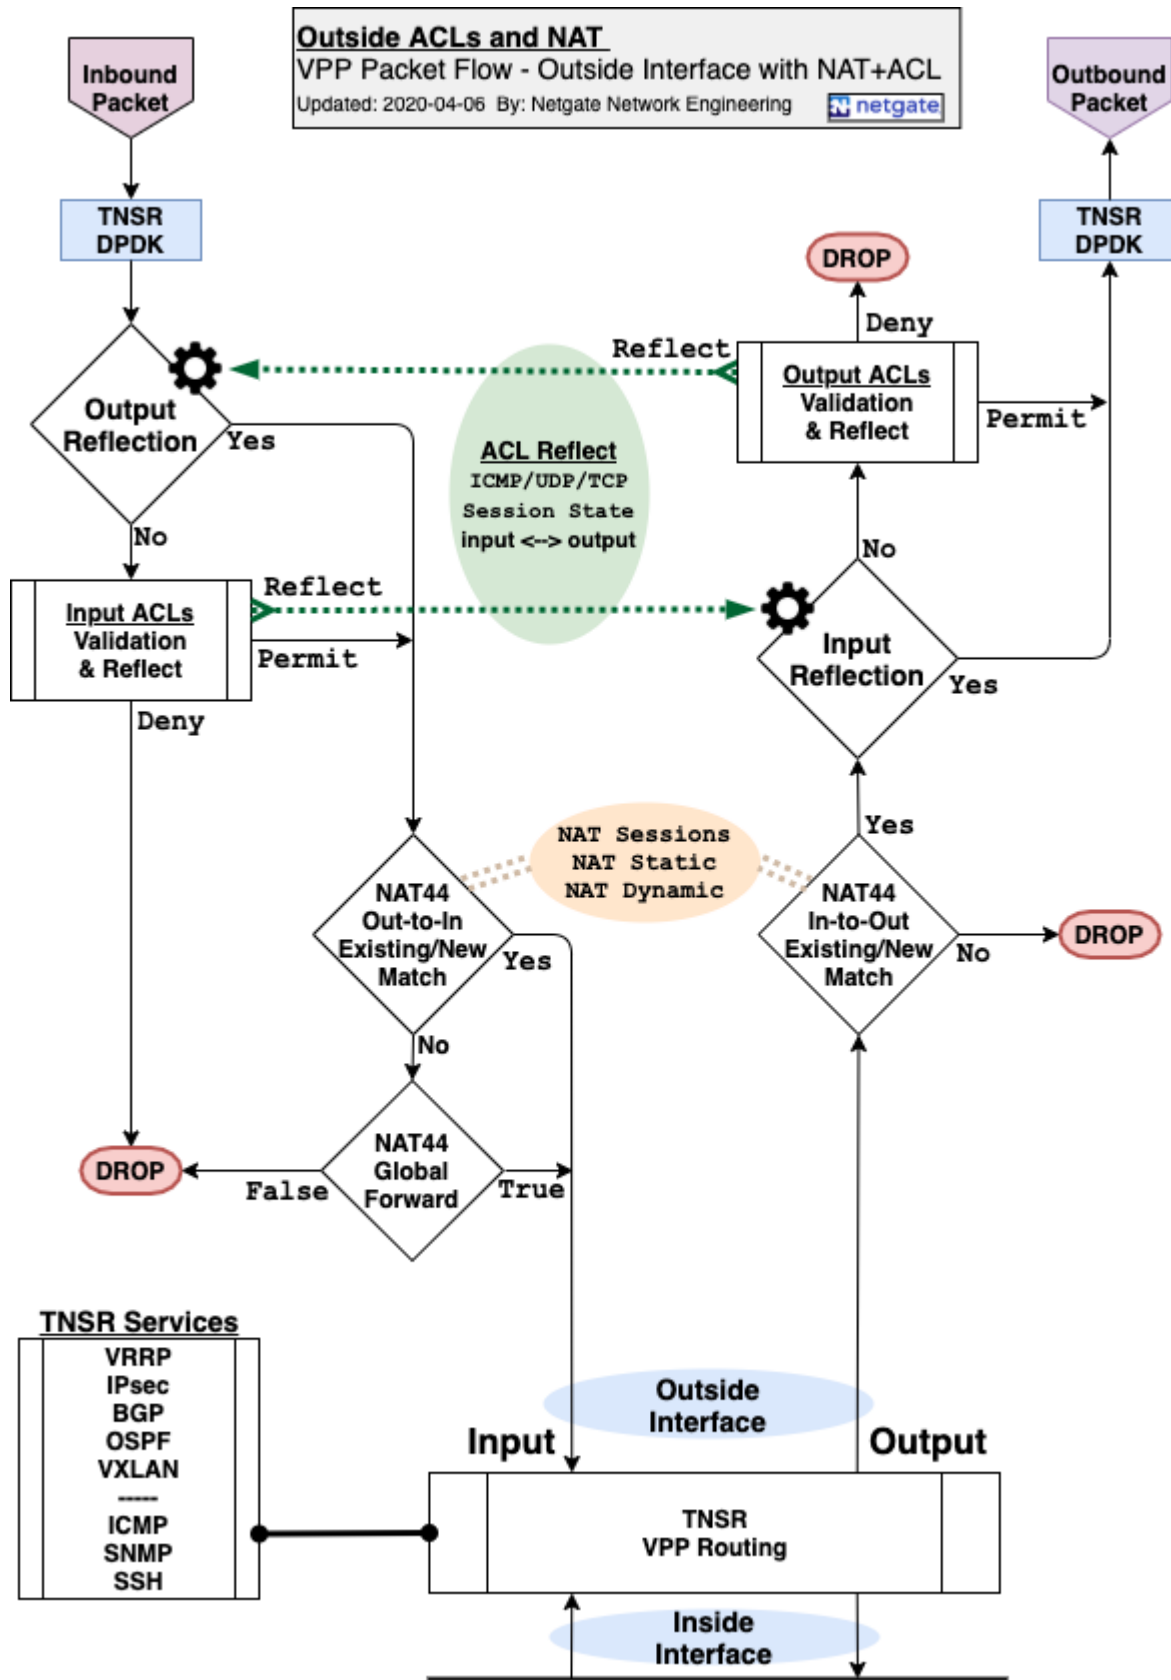 Outside ACLs and NAT
VPP Packet Flow - Outside Interface with NAT+ACL
Updated: 2020-04-06 By: Netgate Network Engineering
N netgate
Inbound
Packet
Outbound
Packet
TNSR
DPDK
TNSR
DPDK
DROP
Deny
Reflect
Output ACLs
Validation
& Reflect
Permit
Output
Reflection
Yes
No
ACL Reflect
ICMP/UDP/TCP
Session State
input <--> output
No
Reflect
Input ACLs
Validation
& Reflect
Permit
Deny
Input
Reflection
Yes
Yes
NAT Sessions
NAT Static
NAT Dynamic
NAT44
Out-to-In
Existing/New
Match
Yes
No
NAT44
In-to-Out
Existing/New
Match
No
DROP
NAT44
Global
Forward
False
True
DROP
TNSR Services
VRRP
IPsec
BGP
OSPF
VXLAN
-----
ICMP
SNMP
SSH
Outside
Interface
Input
Output
TNSR
VPP Routing
Inside
Interface